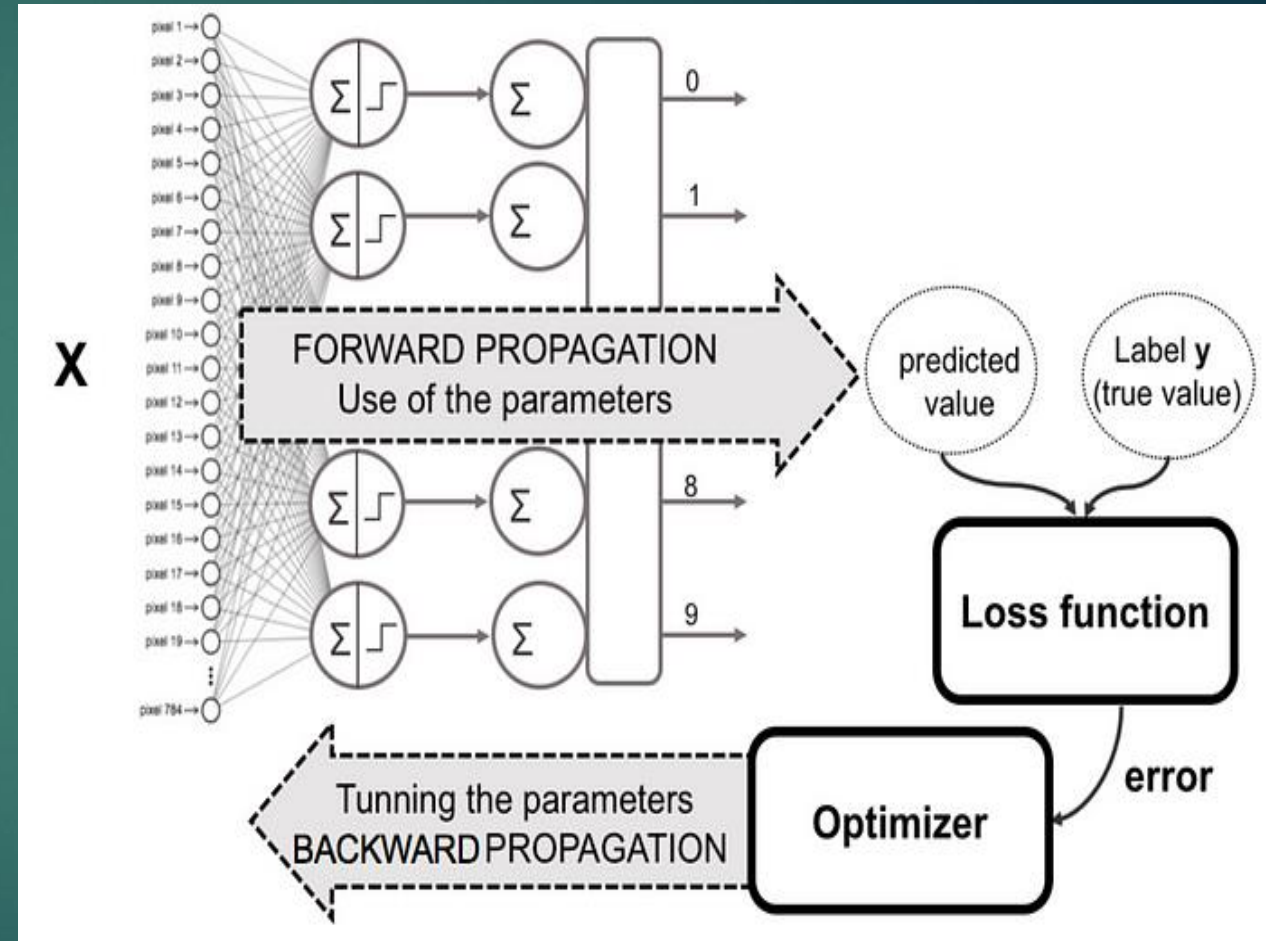 pixel 1→
pixel 2→
pixel 3→
pixel 4→
pixel 5→
pixel 6→
pixel 7→
pixel 8→
pixel 9→
pixel 10→
pixel 11→
pixel 12→
pixel 13→
pixel 14→
pixel 15→
pixel 16→
pixel 17→
pixel 18→
pixel 19→
pixel 784→
X
Σ
Σ
0
Σ
Σ
1
FORWARD PROPAGATION
Use of the parameters
Σ
Σ
8
Σ
Σ
9
predicted
value
Label y
(true value)
Loss function
error
Optimizer
Tunning the parameters
BACKWARD PROPAGATION